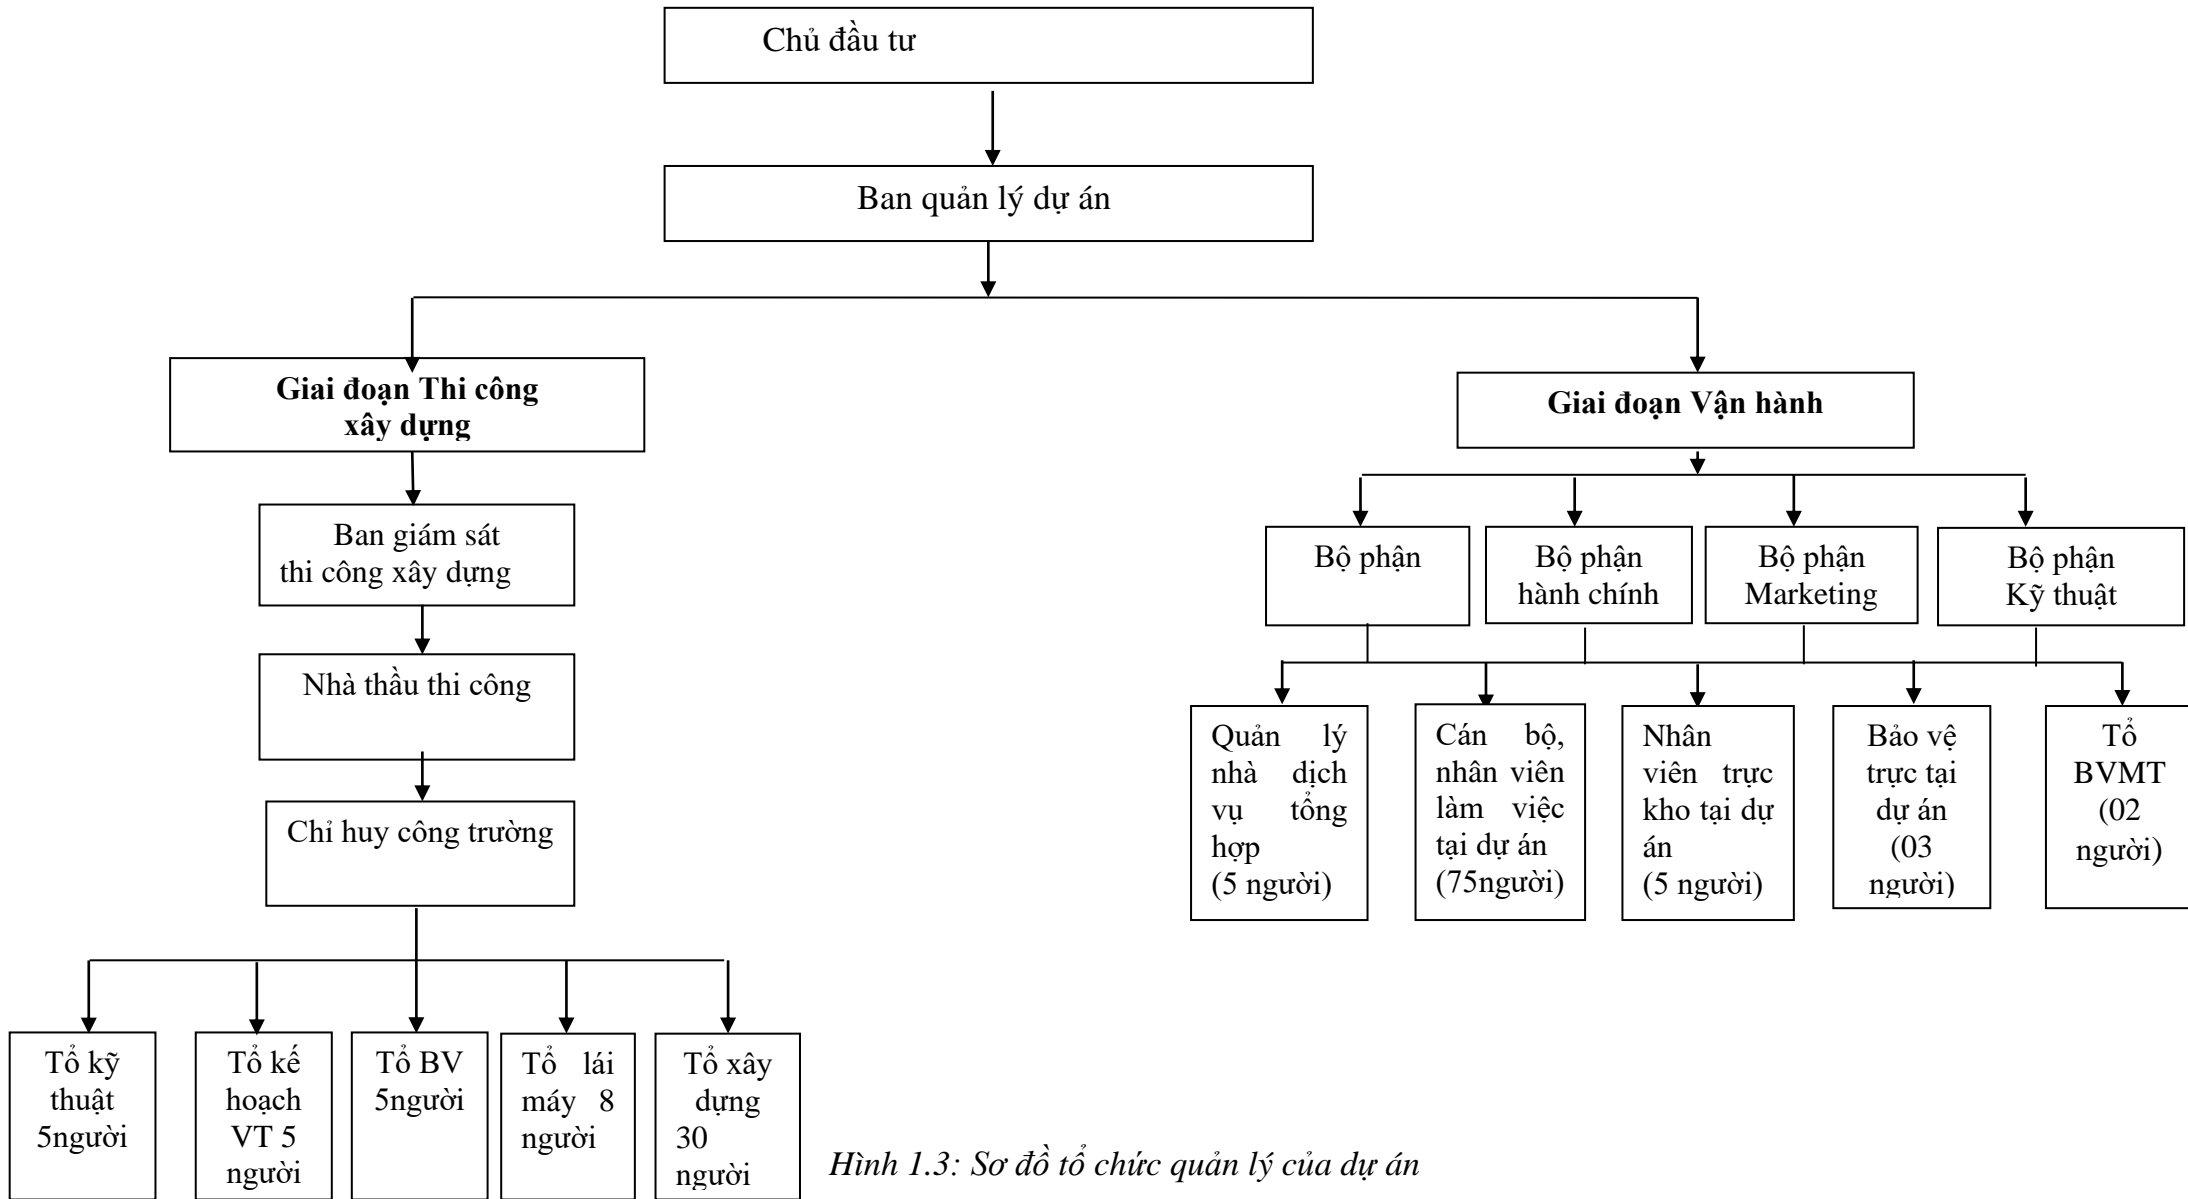 Chủ đầu tư
Ban quản lý dự án
Giai đoạn Thi công
xây dựng
Giai đoạn Vận hành
Ban giám sát
thi công xây dựng
Bộ phận
Bộ phận
hành chính
Bộ phận
Marketing
Bộ phận
Kỹ thuật
Nhà thầu thi công
Quản lý
nhà dịch
vụ tổng
hợp
(5 người)
Cán bộ,
nhân viên
làm việc
tại dự án
(75người)
Nhân
viên trực
kho tại dự
án
(5 người)
Bảo vệ
trực tại
dự án
(03
người)
Tổ
BVMT
(02
người)
Chỉ huy công trường
Tổ kỹ
thuật
5người
Tổ kế
hoạch
VT 5
người
Tổ BV
5người
Tổ lái
máy 8
người
Tổ xây
dựng
30
người
Hình 1.3: Sơ đồ tổ chức quản lý của dự án